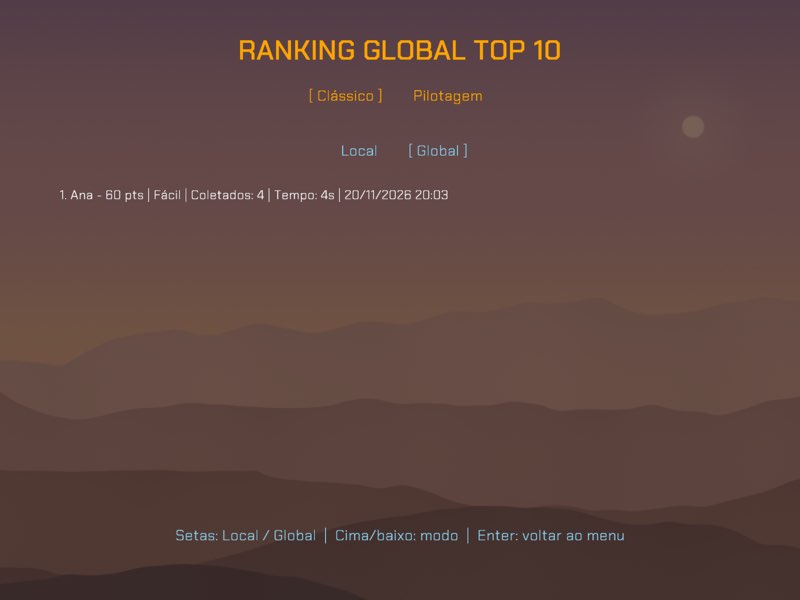 RANKING GLOBAL TOP 10
[ Clássico ] Pilotagem
Local [ Global ]
1. Ana - 60 pts | Fácil | Coletados: 4 | Tempo: 4s | 20/11/2026 20:03
Setas: Local / Global | Cima/baixo: modo | Enter: voltar ao menu